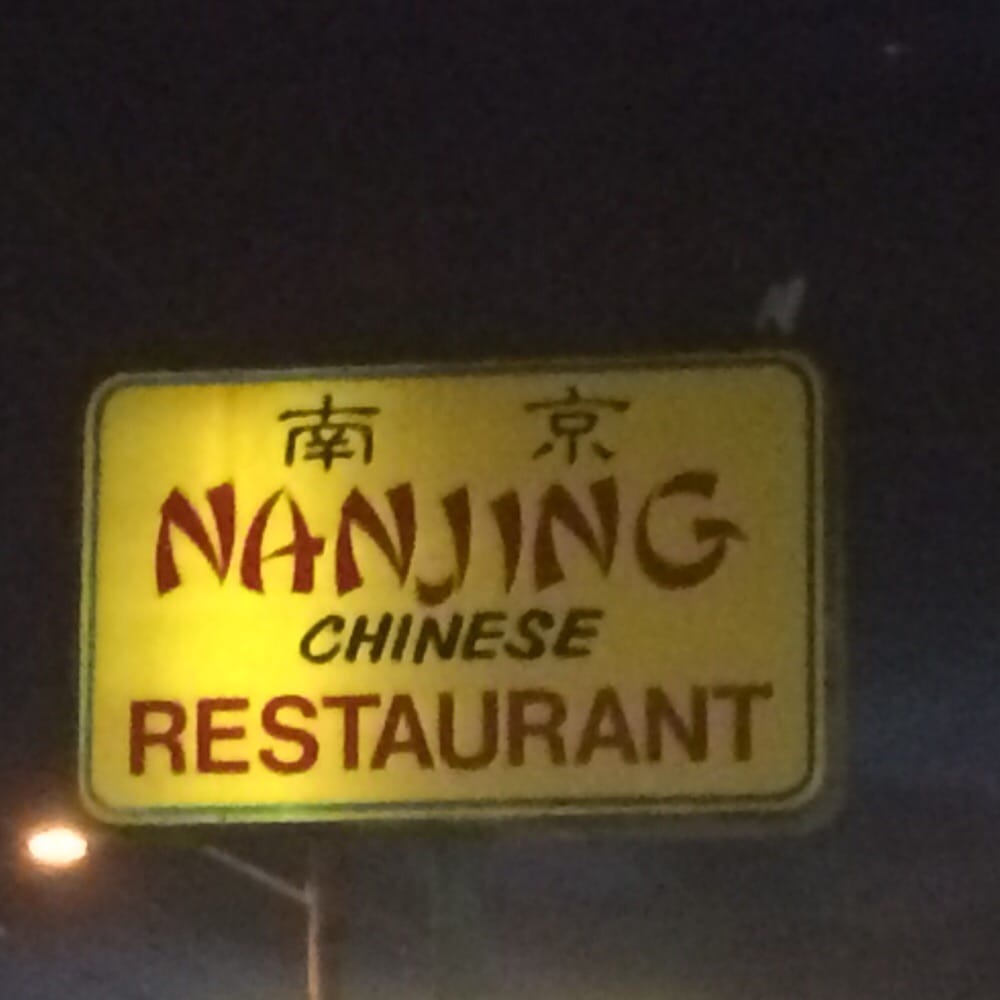 南 京
NANJING
CHINESE
RESTAURANT